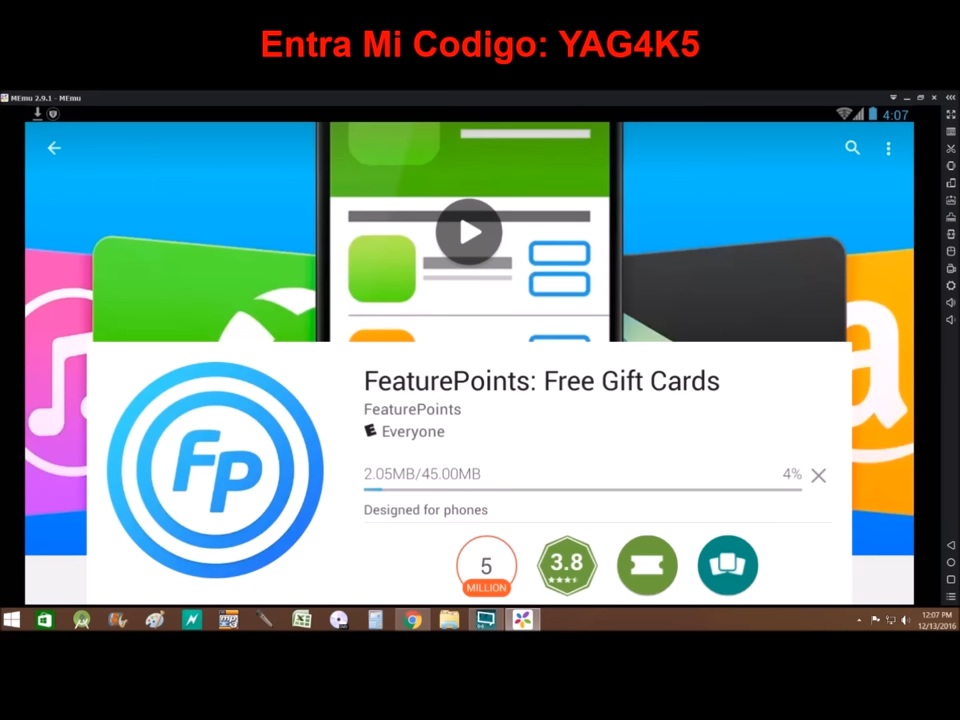 Entra Mi Codigo: YAG4K5
MEmu 2.9.1 - MEmu
4:07
FeaturePoints: Free Gift Cards
FeaturePoints
E Everyone
2.05MB/45.00MB 4%
Designed for phones
FP
5
MILLION
3.8
12:07 PM
12/13/2016